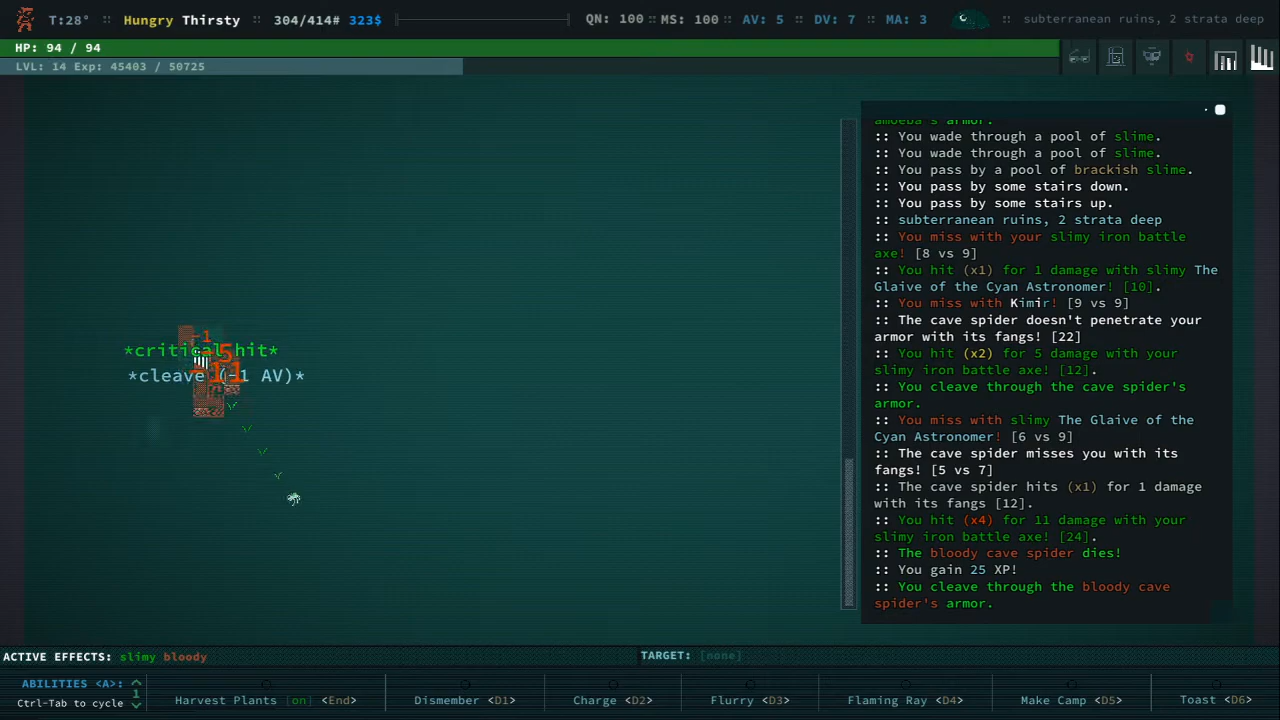 T:28° :: Hungry Thirsty :: 304/414# 323$ QN: 100 :: MS: 100 :: AV: 5 :: DV: 7 :: MA: 3 :: subterranean ruins, 2 strata deep
HP: 94 / 94
LVL: 14 Exp: 45403 / 50725
amoeba's armor.
:: You wade through a pool of slime.
:: You wade through a pool of slime.
:: You pass by a pool of brackish slime.
:: You pass by some stairs down.
:: You pass by some stairs up.
:: subterranean ruins, 2 strata deep
:: You miss with your slimy iron battle
axe! [8 vs 9]
:: You hit (x1) for 1 damage with slimy The
Glaive of the Cyan Astronomer! [10].
:: You miss with Kimir! [9 vs 9]
:: The cave spider doesn't penetrate your
armor with its fangs! [22]
:: You hit (x2) for 5 damage with your
slimy iron battle axe! [12].
:: You cleave through the cave spider's
armor.
:: You miss with slimy The Glaive of the
Cyan Astronomer! [6 vs 9]
:: The cave spider misses you with its
fangs! [5 vs 7]
:: The cave spider hits (x1) for 1 damage
with its fangs [12].
:: You hit (x4) for 11 damage with your
slimy iron battle axe! [24].
:: The bloody cave spider dies!
:: You gain 25 XP!
:: You cleave through the bloody cave
spider's armor.
-1
*critical hit*
-5
*cleave (-1 AV)*
-11
ACTIVE EFFECTS: slimy bloody
TARGET: [none]
ABILITIES <A>:
Ctrl-Tab to cycle
1
Harvest Plants [on] <End>
Dismember <D1>
Charge <D2>
Flurry <D3>
Flaming Ray <D4>
Make Camp <D5>
Toast <D6>